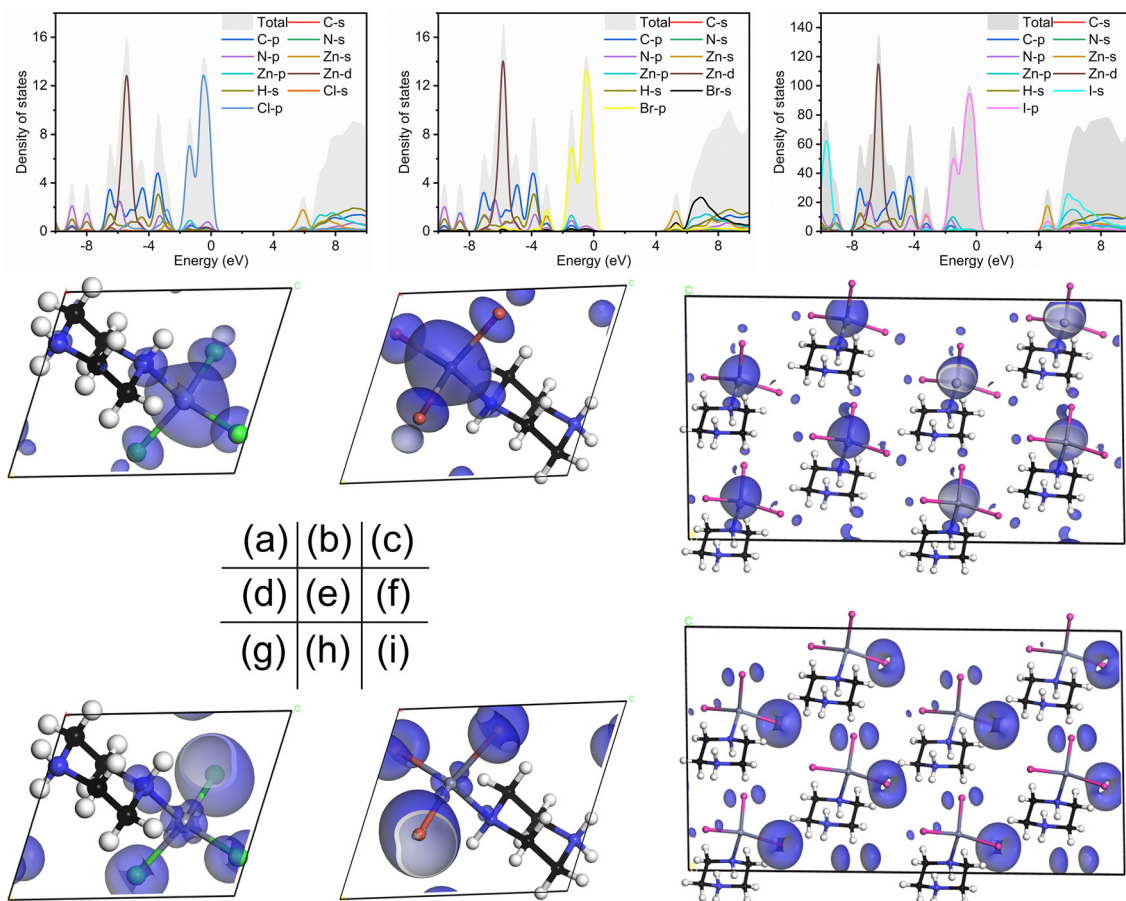 Total C-s
C-p N-s
N-p Zn-s
Zn-p Zn-d
H-s Cl-s
Cl-p
16
12
8
4
0
Density of states
-8 -4 0 4 8
Energy (eV)
Total C-s
C-p N-s
N-p Zn-s
Zn-p Zn-d
H-s Br-s
Br-p
16
12
8
4
0
Density of states
-8 -4 0 4 8
Energy (eV)
Total C-s
C-p N-s
N-p Zn-s
Zn-p Zn-d
H-s I-s
I-p
140
120
100
80
60
40
20
0
Density of states
-8 -4 0 4 8
Energy (eV)
c
c
C
(a) (b) (c)
(d) (e) (f)
(g) (h) (i)
c
c
C